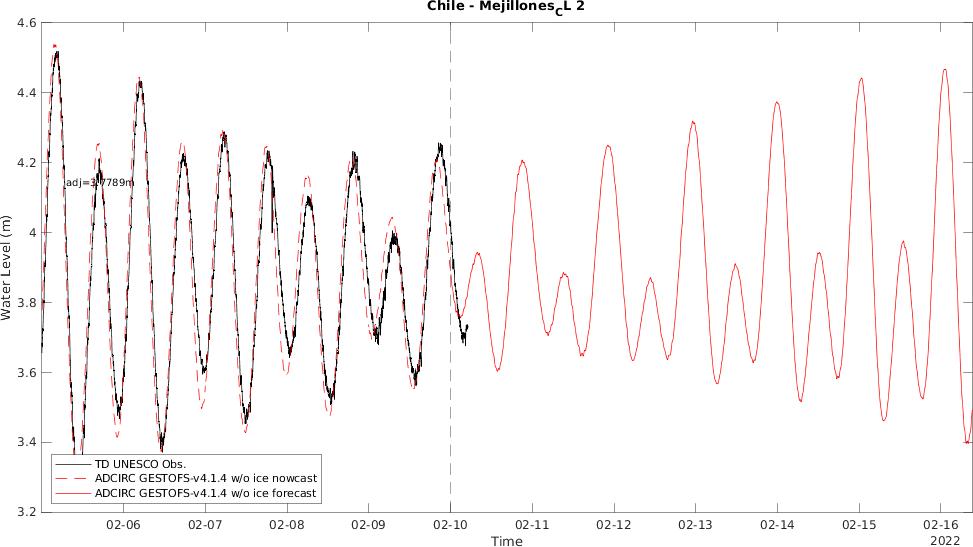 Chile - Mejillones_CL 2
4.6
4.4
4.2
4
3.8
3.6
3.4
3.2
Water Level (m)
adj=3.7789m
TD UNESCO Obs.
ADCIRC GESTOFS-v4.1.4 w/o ice nowcast
ADCIRC GESTOFS-v4.1.4 w/o ice forecast
02-06 02-07 02-08 02-09 02-10 02-11 02-12 02-13 02-14 02-15 02-16
Time
2022